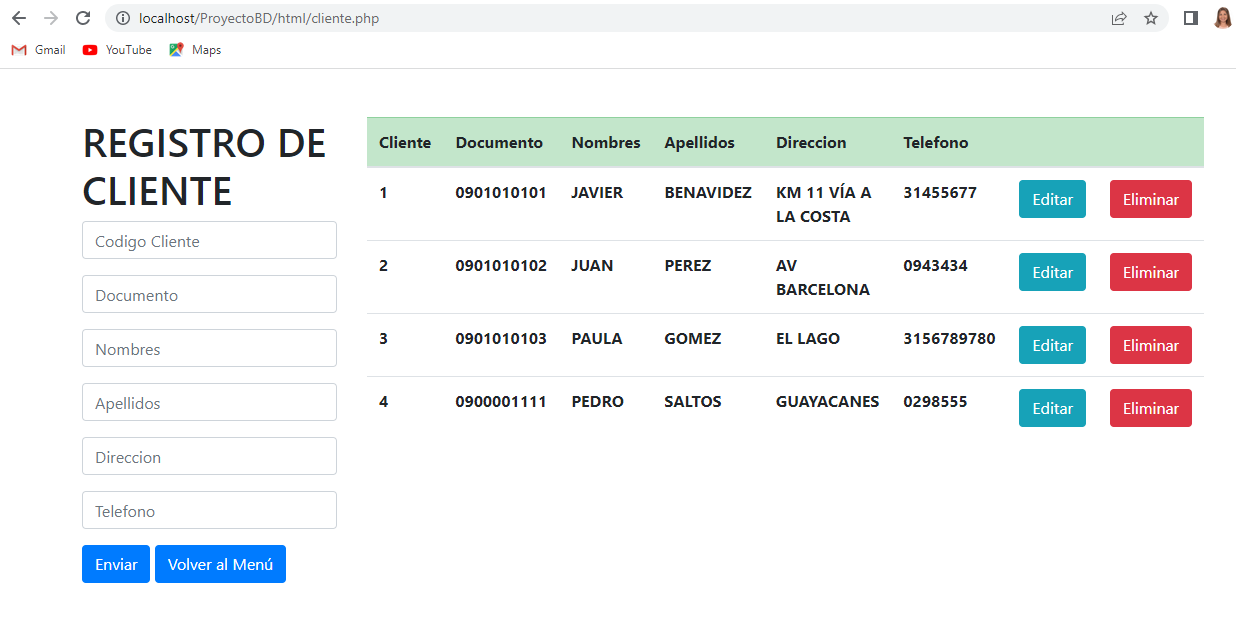 localhost/ProyectoBD/html/cliente.php
Gmail YouTube Maps
REGISTRO DE
CLIENTE
Codigo Cliente
Documento
Nombres
Apellidos
Direccion
Telefono
Enviar Volver al Menú
Cliente Documento Nombres Apellidos Direccion Telefono
1 0901010101 JAVIER BENAVIDEZ KM 11 VÍA A 31455677 Editar Eliminar
LA COSTA
2 0901010102 JUAN PEREZ AV 0943434 Editar Eliminar
BARCELONA
3 0901010103 PAULA GOMEZ EL LAGO 3156789780 Editar Eliminar
4 0900001111 PEDRO SALTOS GUAYACANES 0298555 Editar Eliminar